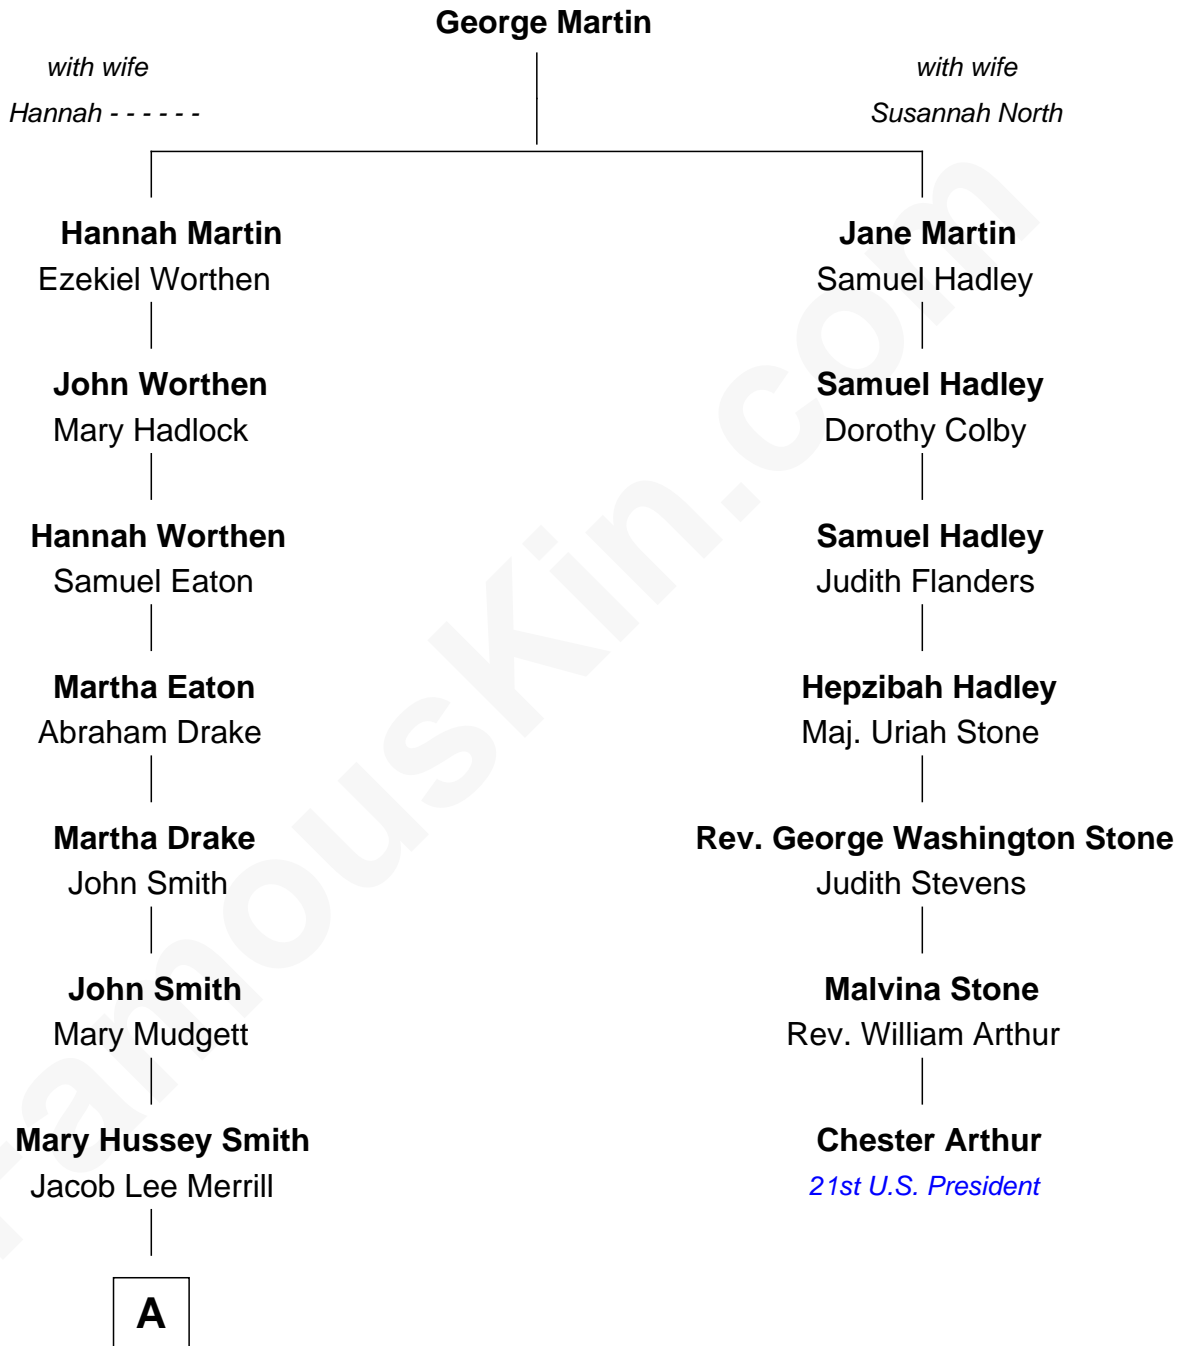 George Martin
with wife
Hannah - - - - - -
with wife
Susannah North
Hannah Martin
Ezekiel Worthen
Jane Martin
Samuel Hadley
John Worthen
Mary Hadlock
Samuel Hadley
Dorothy Colby
Hannah Worthen
Samuel Eaton
Samuel Hadley
Judith Flanders
Martha Eaton
Abraham Drake
Hepzibah Hadley
Maj. Uriah Stone
Martha Drake
John Smith
Rev. George Washington Stone
Judith Stevens
John Smith
Mary Mudgett
Malvina Stone
Rev. William Arthur
Mary Hussey Smith
Jacob Lee Merrill
Chester Arthur
21st U.S. President
A
FamousKin.com